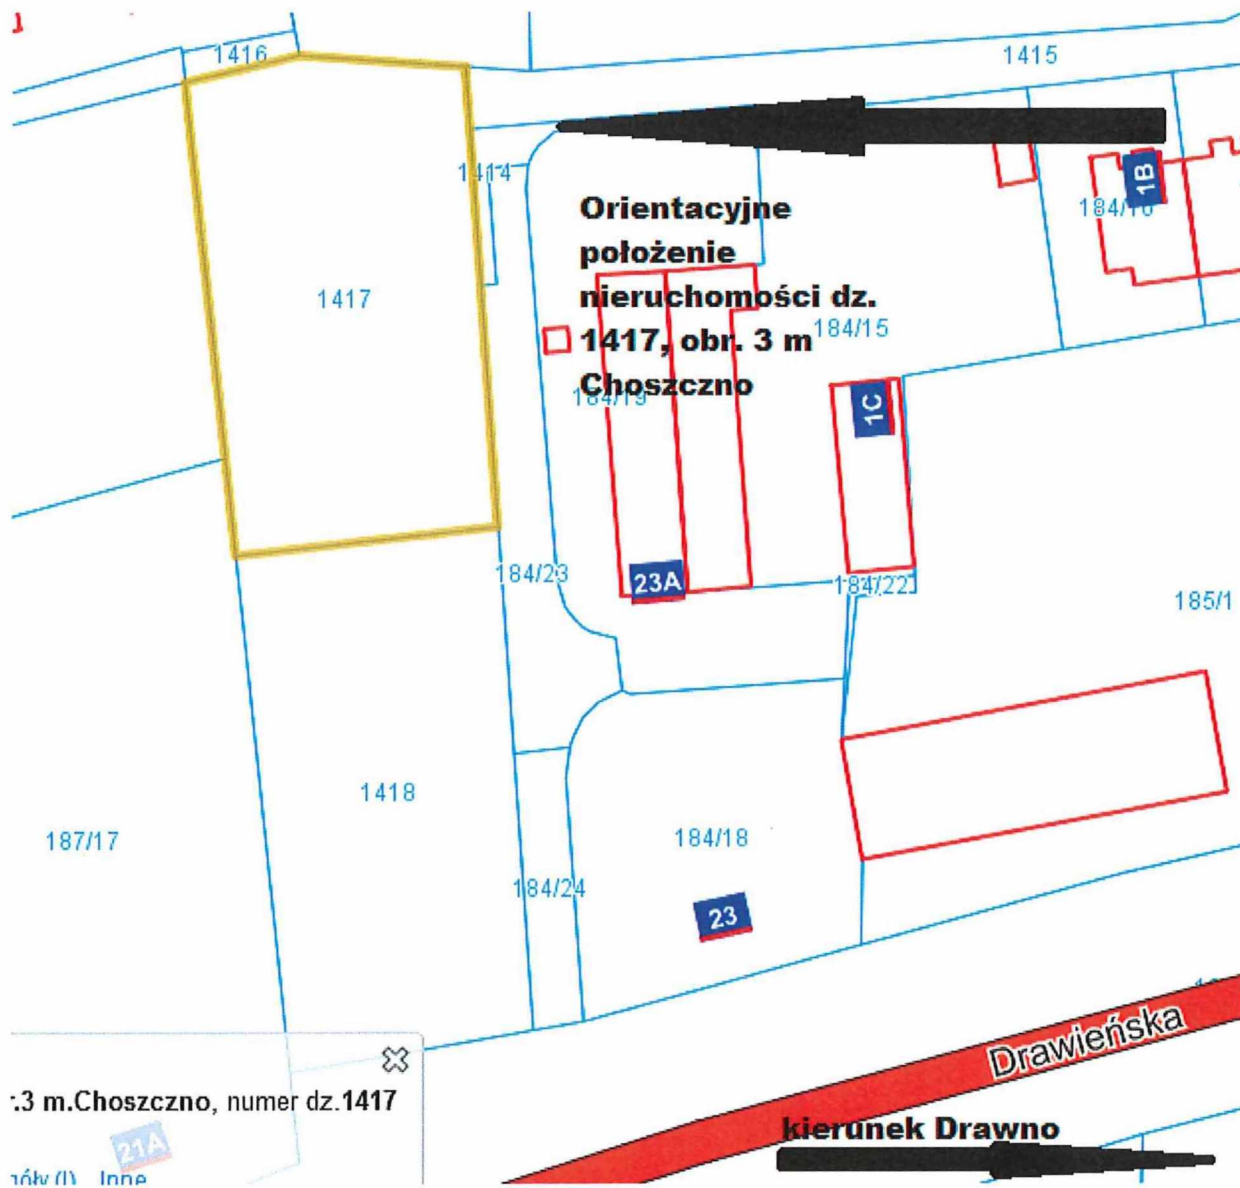 1416
1415
1414
1B
184/16
Orientacyjne
położenie
nieruchomości dz.
1417, obr. 3 m
Choszczno
1417
184/15
184/19
1C
184/23
23A
184/22
185/1
1418
187/17
184/18
184/24
23
Drawieńska
.3 m.Choszczno, numer dz.1417
kierunek Drawno
21A
góły (I) Inne